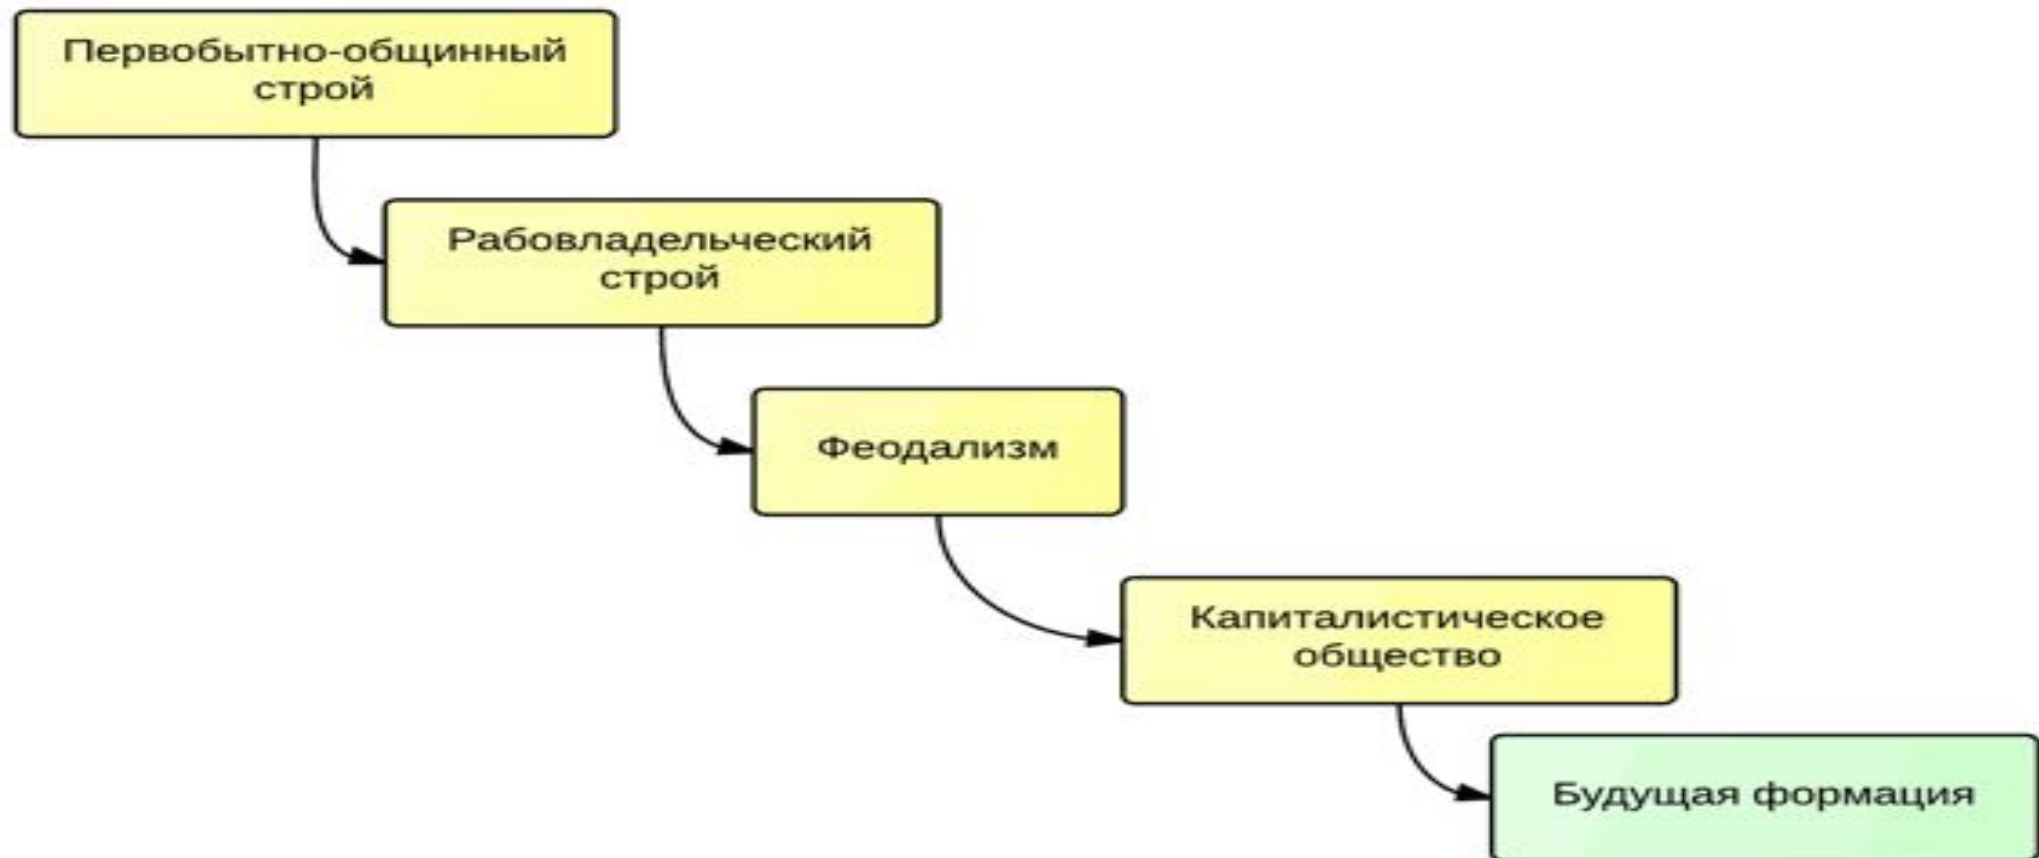 Первобытно-общинный
строй
Рабовладельческий
строй
Феодализм
Капиталистическое
общество
Будущая формация